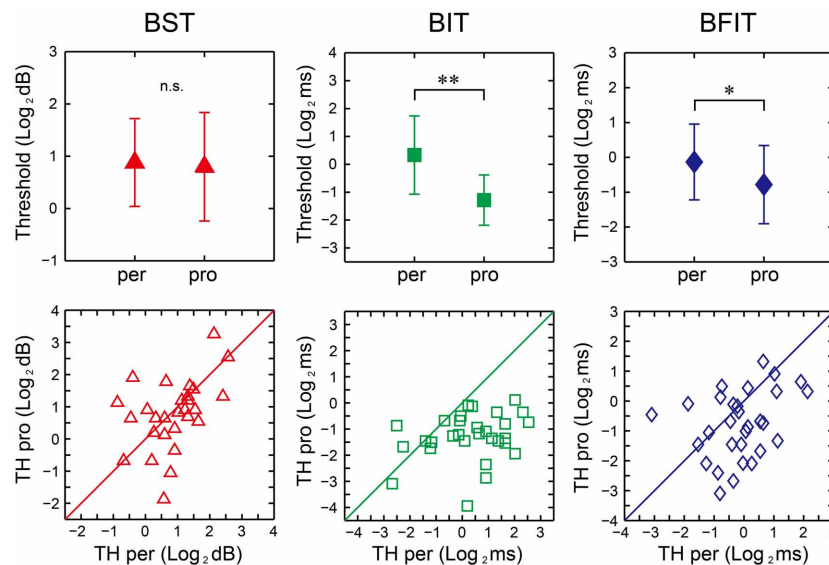 BST
Threshold (Log₂dB)
3
2
1
0
−1
n.s.
per pro
BIT
Threshold (Log₂ms)
4
3
2
1
0
−1
−2
−3
**
per pro
BFIT
Threshold (Log₂ms)
4
3
2
1
0
−1
−2
−3
*
per pro
TH pro (Log₂dB)
4
3
2
1
0
−1
−2
−2 −1 0 1 2 3 4
TH per (Log₂dB)
TH pro (Log₂ms)
3
2
1
0
−1
−2
−3
−4
−4 −3 −2 −1 0 1 2 3
TH per (Log₂ms)
TH pro (Log₂ms)
3
2
1
0
−1
−2
−3
−4
−4 −3 −2 −1 0 1 2
TH per (Log₂ms)